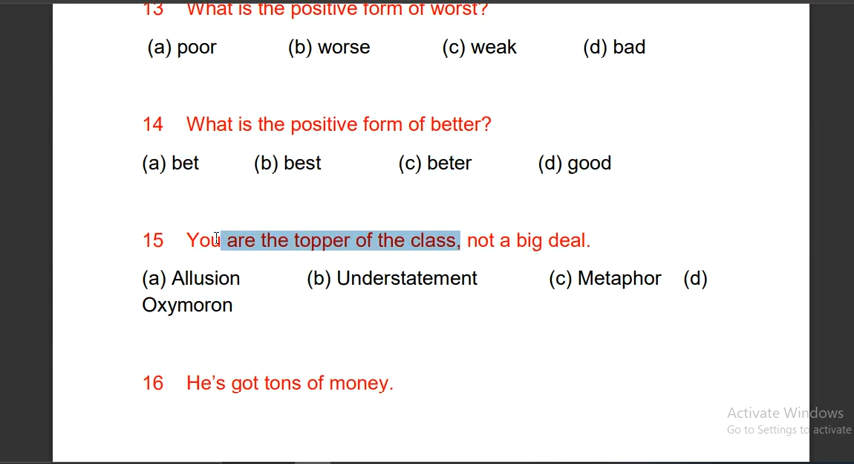 13 What is the positive form of worst?
(a) poor (b) worse (c) weak (d) bad
14 What is the positive form of better?
(a) bet (b) best (c) beter (d) good
15 You are the topper of the class, not a big deal.
(a) Allusion (b) Understatement (c) Metaphor (d)
Oxymoron
16 He's got tons of money.
Activate Windows
Go to Settings to activate